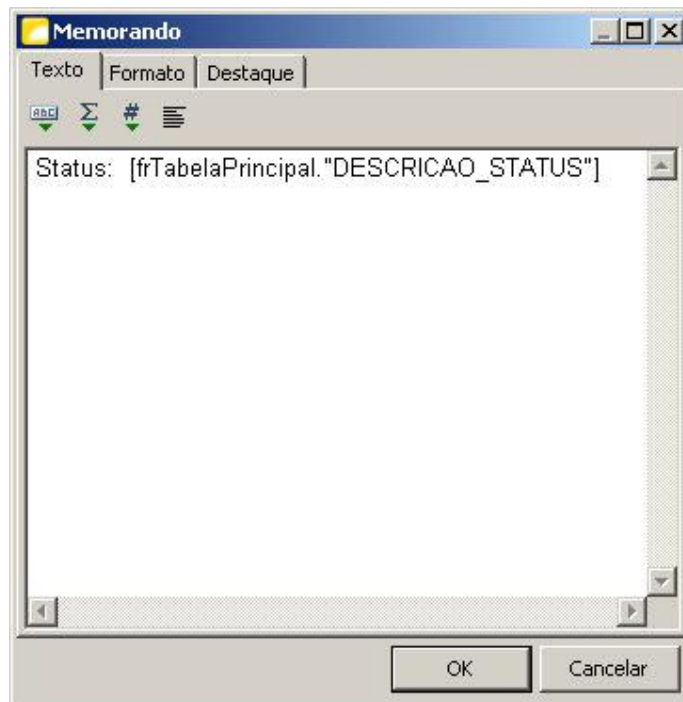 Memorando
Texto Formato Destaque
Status: [frTabelaPrincipal."DESCRICAO_STATUS"]
OK Cancelar